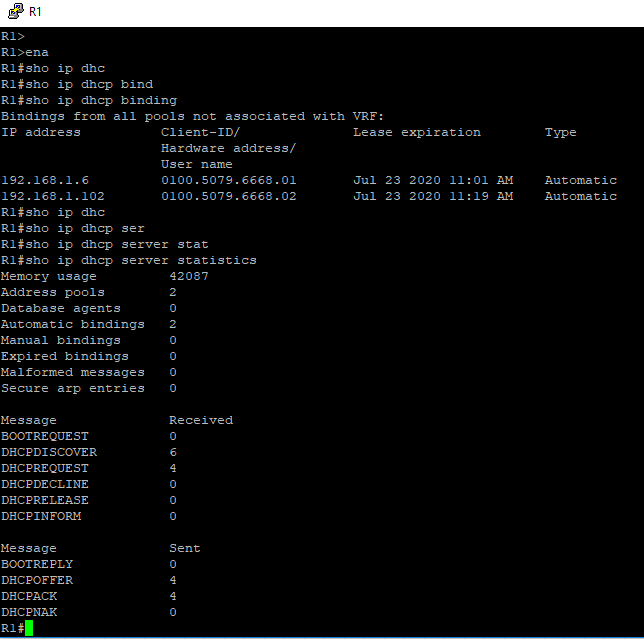 R1
R1>
R1>ena
R1#sho ip dhc
R1#sho ip dhcp bind
R1#sho ip dhcp binding
Bindings from all pools not associated with VRF:
IP address          Client-ID/              Lease expiration        Type
                    Hardware address/
                    User name
192.168.1.6         0100.5079.6668.01       Jul 23 2020 11:01 AM    Automatic
192.168.1.102       0100.5079.6668.02       Jul 23 2020 11:19 AM    Automatic
R1#sho ip dhc
R1#sho ip dhcp ser
R1#sho ip dhcp server stat
R1#sho ip dhcp server statistics
Memory usage         42087
Address pools        2
Database agents      0
Automatic bindings   2
Manual bindings      0
Expired bindings     0
Malformed messages   0
Secure arp entries   0

Message              Received
BOOTREQUEST          0
DHCPDISCOVER         6
DHCPREQUEST          4
DHCPDECLINE          0
DHCPRELEASE          0
DHCPINFORM           0

Message              Sent
BOOTREPLY            0
DHCPOFFER            4
DHCPACK              4
DHCPNAK              0
R1#